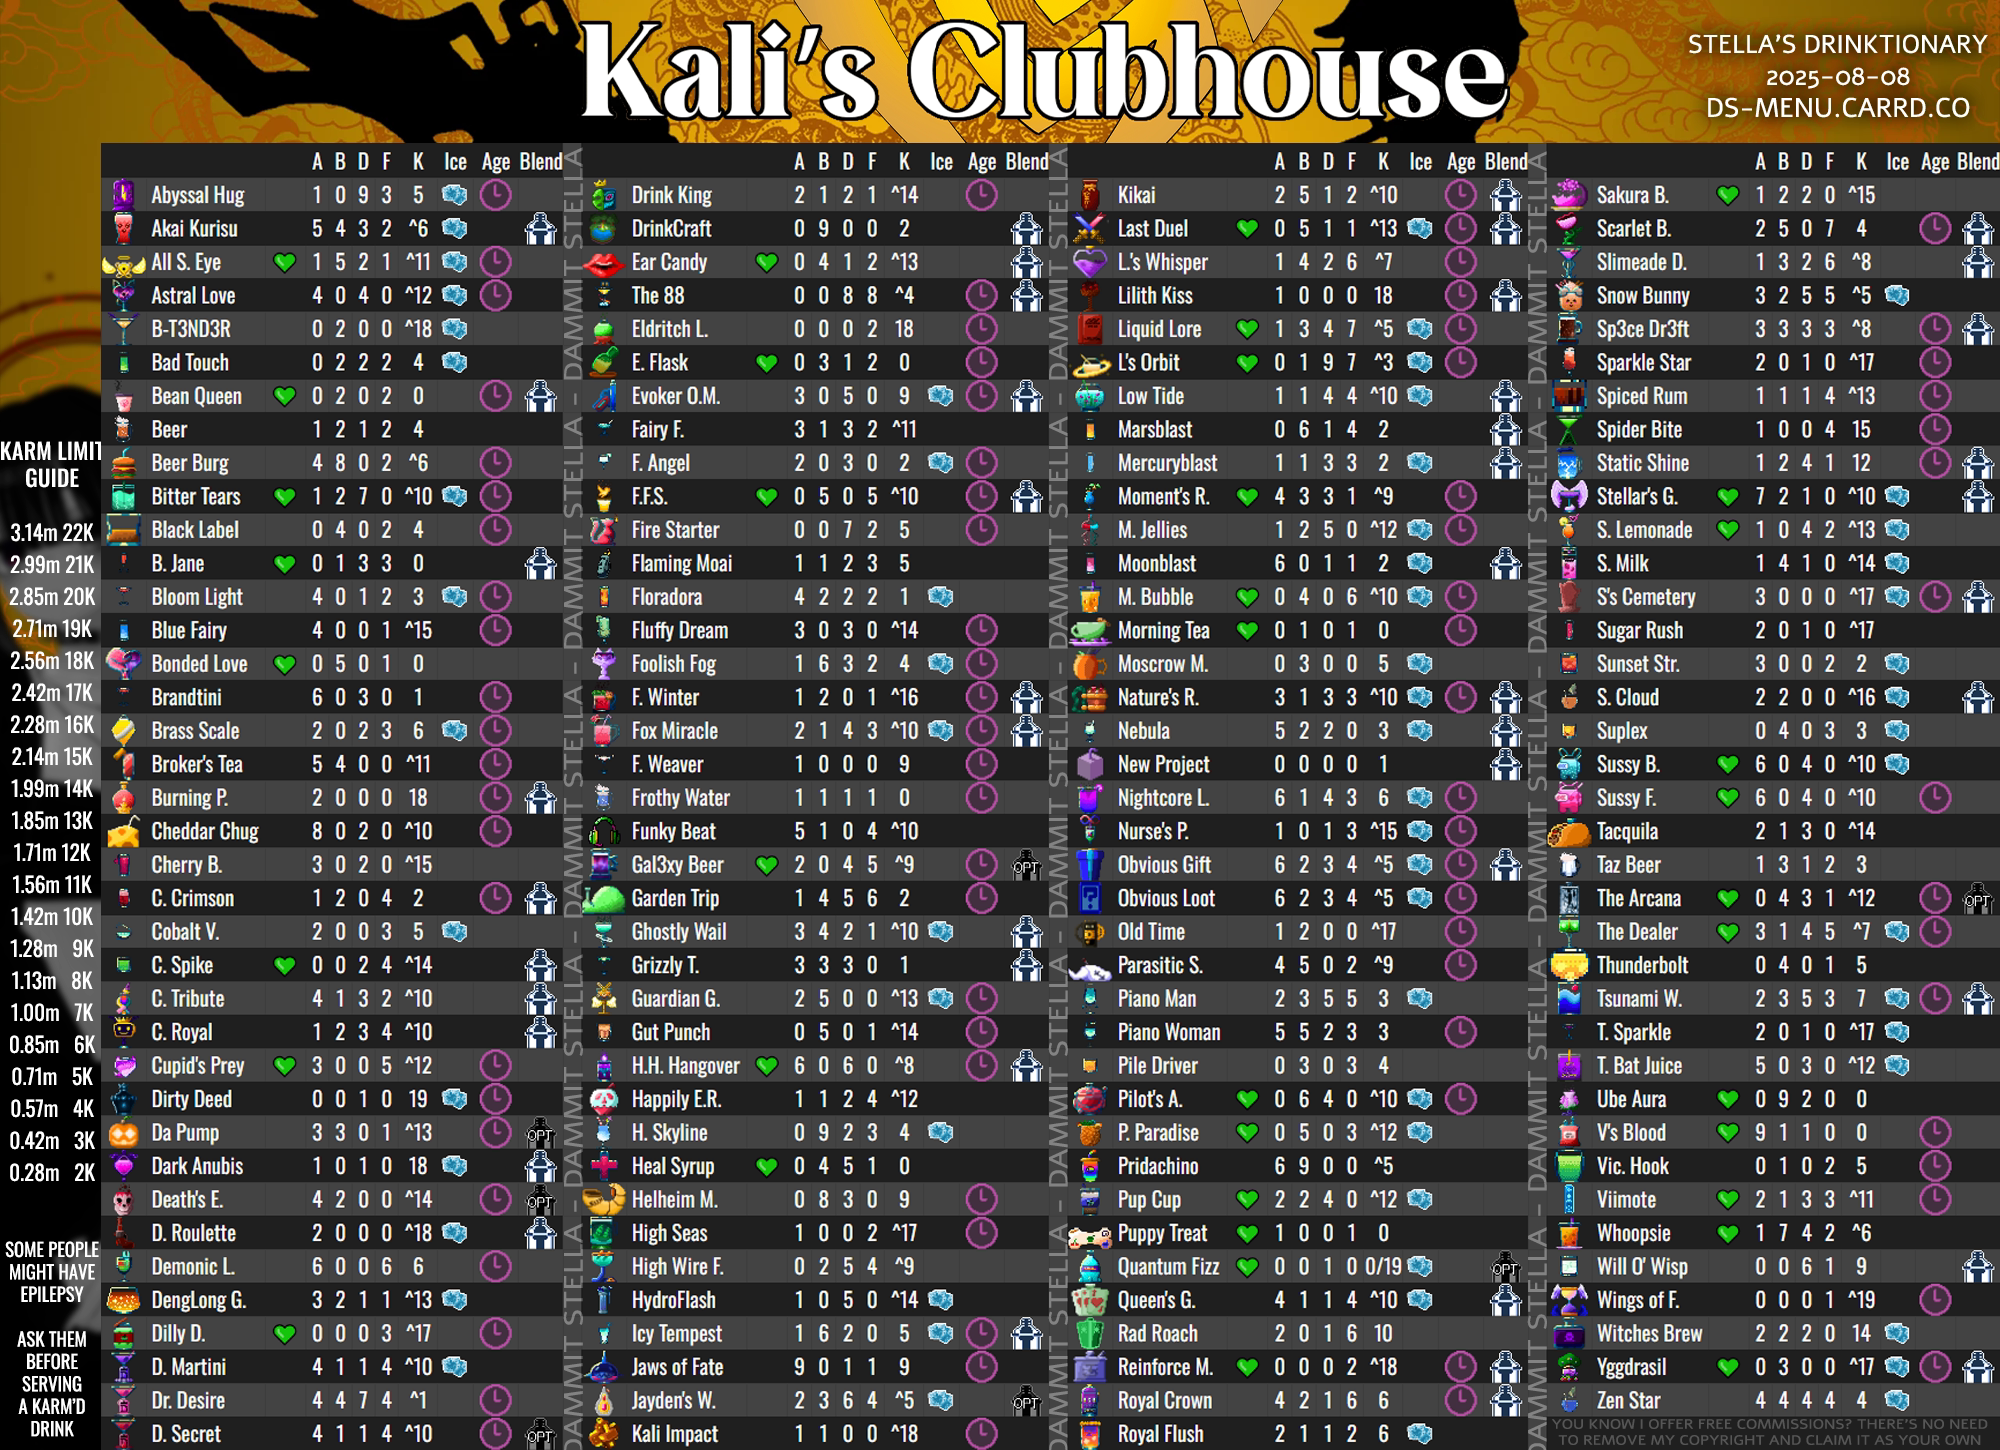 Kali's Clubhouse
STELLA'S DRINKTIONARY
2025-08-08
DS-MENU.CARRD.CO
KARM LIMIT
GUIDE
3.14m 22K
2.99m 21K
2.85m 20K
2.71m 19K
2.56m 18K
2.42m 17K
2.28m 16K
2.14m 15K
1.99m 14K
1.85m 13K
1.71m 12K
1.56m 11K
1.42m 10K
1.28m 9K
1.13m 8K
1.00m 7K
0.85m 6K
0.71m 5K
0.57m 4K
0.42m 3K
0.28m 2K
SOME PEOPLE
MIGHT HAVE
EPILEPSY
ASK THEM
BEFORE
SERVING
A KARM'D
DRINK
A B D F K Ice Age Blend
Abyssal Hug 1 0 9 3 5
Akai Kurisu 5 4 3 2 ^6
All S. Eye 1 5 2 1 ^11
Astral Love 4 0 4 0 ^12
B-T3ND3R 0 2 0 0 ^18
Bad Touch 0 2 2 2 4
Bean Queen 0 2 0 2 0
Beer 1 2 1 2 4
Beer Burg 4 8 0 2 ^6
Bitter Tears 1 2 7 0 ^10
Black Label 0 4 0 2 4
B. Jane 0 1 3 3 0
Bloom Light 4 0 1 2 3
Blue Fairy 4 0 0 1 ^15
Bonded Love 0 5 0 1 0
Brandtini 6 0 3 0 1
Brass Scale 2 0 2 3 6
Broker's Tea 5 4 0 0 ^11
Burning P. 2 0 0 0 18
Cheddar Chug 8 0 2 0 ^10
Cherry B. 3 0 2 0 ^15
C. Crimson 1 2 0 4 2
Cobalt V. 2 0 0 3 5
C. Spike 0 0 2 4 ^14
C. Tribute 4 1 3 2 ^10
C. Royal 1 2 3 4 ^10
Cupid's Prey 3 0 0 5 ^12
Dirty Deed 0 0 1 0 19
Da Pump 3 3 0 1 ^13 OPT
Dark Anubis 1 0 1 0 18
Death's E. 4 2 0 0 ^14 OPT
D. Roulette 2 0 0 0 ^18
Demonic L. 6 0 0 6 6
DengLong G. 3 2 1 1 ^13
Dilly D. 0 0 0 3 ^17
D. Martini 4 1 1 4 ^10
Dr. Desire 4 4 7 4 ^1
D. Secret 4 1 1 4 ^10 OPT
DAMMIT STELLA - DAMMIT STELLA - DAMMIT STELLA - DAMMIT STELLA
A B D F K Ice Age Blend
Drink King 2 1 2 1 ^14
DrinkCraft 0 9 0 0 2
Ear Candy 0 4 1 2 ^13
The 88 0 0 8 8 ^4
Eldritch L. 0 0 0 2 18
E. Flask 0 3 1 2 0
Evoker O.M. 3 0 5 0 9
Fairy F. 3 1 3 2 ^11
F. Angel 2 0 3 0 2
F.F.S. 0 5 0 5 ^10
Fire Starter 0 0 7 2 5
Flaming Moai 1 1 2 3 5
Floradora 4 2 2 2 1
Fluffy Dream 3 0 3 0 ^14
Foolish Fog 1 6 3 2 4
F. Winter 1 2 0 1 ^16
Fox Miracle 2 1 4 3 ^10
F. Weaver 1 0 0 0 9
Frothy Water 1 1 1 1 0
Funky Beat 5 1 0 4 ^10
Gal3xy Beer 2 0 4 5 ^9 OPT
Garden Trip 1 4 5 6 2
Ghostly Wail 3 4 2 1 ^10
Grizzly T. 3 3 3 0 1
Guardian G. 2 5 0 0 ^13
Gut Punch 0 5 0 1 ^14
H.H. Hangover 6 0 6 0 ^8
Happily E.R. 1 1 2 4 ^12
H. Skyline 0 9 2 3 4
Heal Syrup 0 4 5 1 0
Helheim M. 0 8 3 0 9
High Seas 1 0 0 2 ^17
High Wire F. 0 2 5 4 ^9
HydroFlash 1 0 5 0 ^14
Icy Tempest 1 6 2 0 5
Jaws of Fate 9 0 1 1 9
Jayden's W. 2 3 6 4 ^5 OPT
Kali Impact 1 1 0 0 ^18
DAMMIT STELLA - DAMMIT STELLA - DAMMIT STELLA - DAMMIT STELLA
A B D F K Ice Age Blend
Kikai 2 5 1 2 ^10
Last Duel 0 5 1 1 ^13
L.'s Whisper 1 4 2 6 ^7
Lilith Kiss 1 0 0 0 18
Liquid Lore 1 3 4 7 ^5
L's Orbit 0 1 9 7 ^3
Low Tide 1 1 4 4 ^10
Marsblast 0 6 1 4 2
Mercuryblast 1 1 3 3 2
Moment's R. 4 3 3 1 ^9
M. Jellies 1 2 5 0 ^12
Moonblast 6 0 1 1 2
M. Bubble 0 4 0 6 ^10
Morning Tea 0 1 0 1 0
Moscrow M. 0 3 0 0 5
Nature's R. 3 1 3 3 ^10
Nebula 5 2 2 0 3
New Project 0 0 0 0 1
Nightcore L. 6 1 4 3 6
Nurse's P. 1 0 1 3 ^15
Obvious Gift 6 2 3 4 ^5
Obvious Loot 6 2 3 4 ^5
Old Time 1 2 0 0 ^17
Parasitic S. 4 5 0 2 ^9
Piano Man 2 3 5 5 3
Piano Woman 5 5 2 3 3
Pile Driver 0 3 0 3 4
Pilot's A. 0 6 4 0 ^10
P. Paradise 0 5 0 3 ^12
Pridachino 6 9 0 0 ^5
Pup Cup 2 2 4 0 ^12
Puppy Treat 1 0 0 1 0
Quantum Fizz 0 0 1 0 0/19 OPT
Queen's G. 4 1 1 4 ^10
Rad Roach 2 0 1 6 10
Reinforce M. 0 0 0 2 ^18
Royal Crown 4 2 1 6 6
Royal Flush 2 1 1 2 6
DAMMIT STELLA - DAMMIT STELLA - DAMMIT STELLA - DAMMIT STELLA
A B D F K Ice Age Blend
Sakura B. 1 2 2 0 ^15
Scarlet B. 2 5 0 7 4
Slimeade D. 1 3 2 6 ^8
Snow Bunny 3 2 5 5 ^5
Sp3ce Dr3ft 3 3 3 3 ^8
Sparkle Star 2 0 1 0 ^17
Spiced Rum 1 1 1 4 ^13
Spider Bite 1 0 0 4 15
Static Shine 1 2 4 1 12
Stellar's G. 7 2 1 0 ^10
S. Lemonade 1 0 4 2 ^13
S. Milk 1 4 1 0 ^14
S's Cemetery 3 0 0 0 ^17
Sugar Rush 2 0 1 0 ^17
Sunset Str. 3 0 0 2 2
S. Cloud 2 2 0 0 ^16
Suplex 0 4 0 3 3
Sussy B. 6 0 4 0 ^10
Sussy F. 6 0 4 0 ^10
Tacquila 2 1 3 0 ^14
Taz Beer 1 3 1 2 3
The Arcana 0 4 3 1 ^12 OPT
The Dealer 3 1 4 5 ^7
Thunderbolt 0 4 0 1 5
Tsunami W. 2 3 5 3 7
T. Sparkle 2 0 1 0 ^17
T. Bat Juice 5 0 3 0 ^12
Ube Aura 0 9 2 0 0
V's Blood 9 1 1 0 0
Vic. Hook 0 1 0 2 5
Viimote 2 1 3 3 ^11
Whoopsie 1 7 4 2 ^6
Will O' Wisp 0 0 6 1 9
Wings of F. 0 0 0 1 ^19
Witches Brew 2 2 2 0 14
Yggdrasil 0 3 0 0 ^17
Zen Star 4 4 4 4 4
YOU KNOW I OFFER FREE COMMISSIONS? THERE'S NO NEED
TO REMOVE MY COPYRIGHT AND CLAIM IT AS YOUR OWN